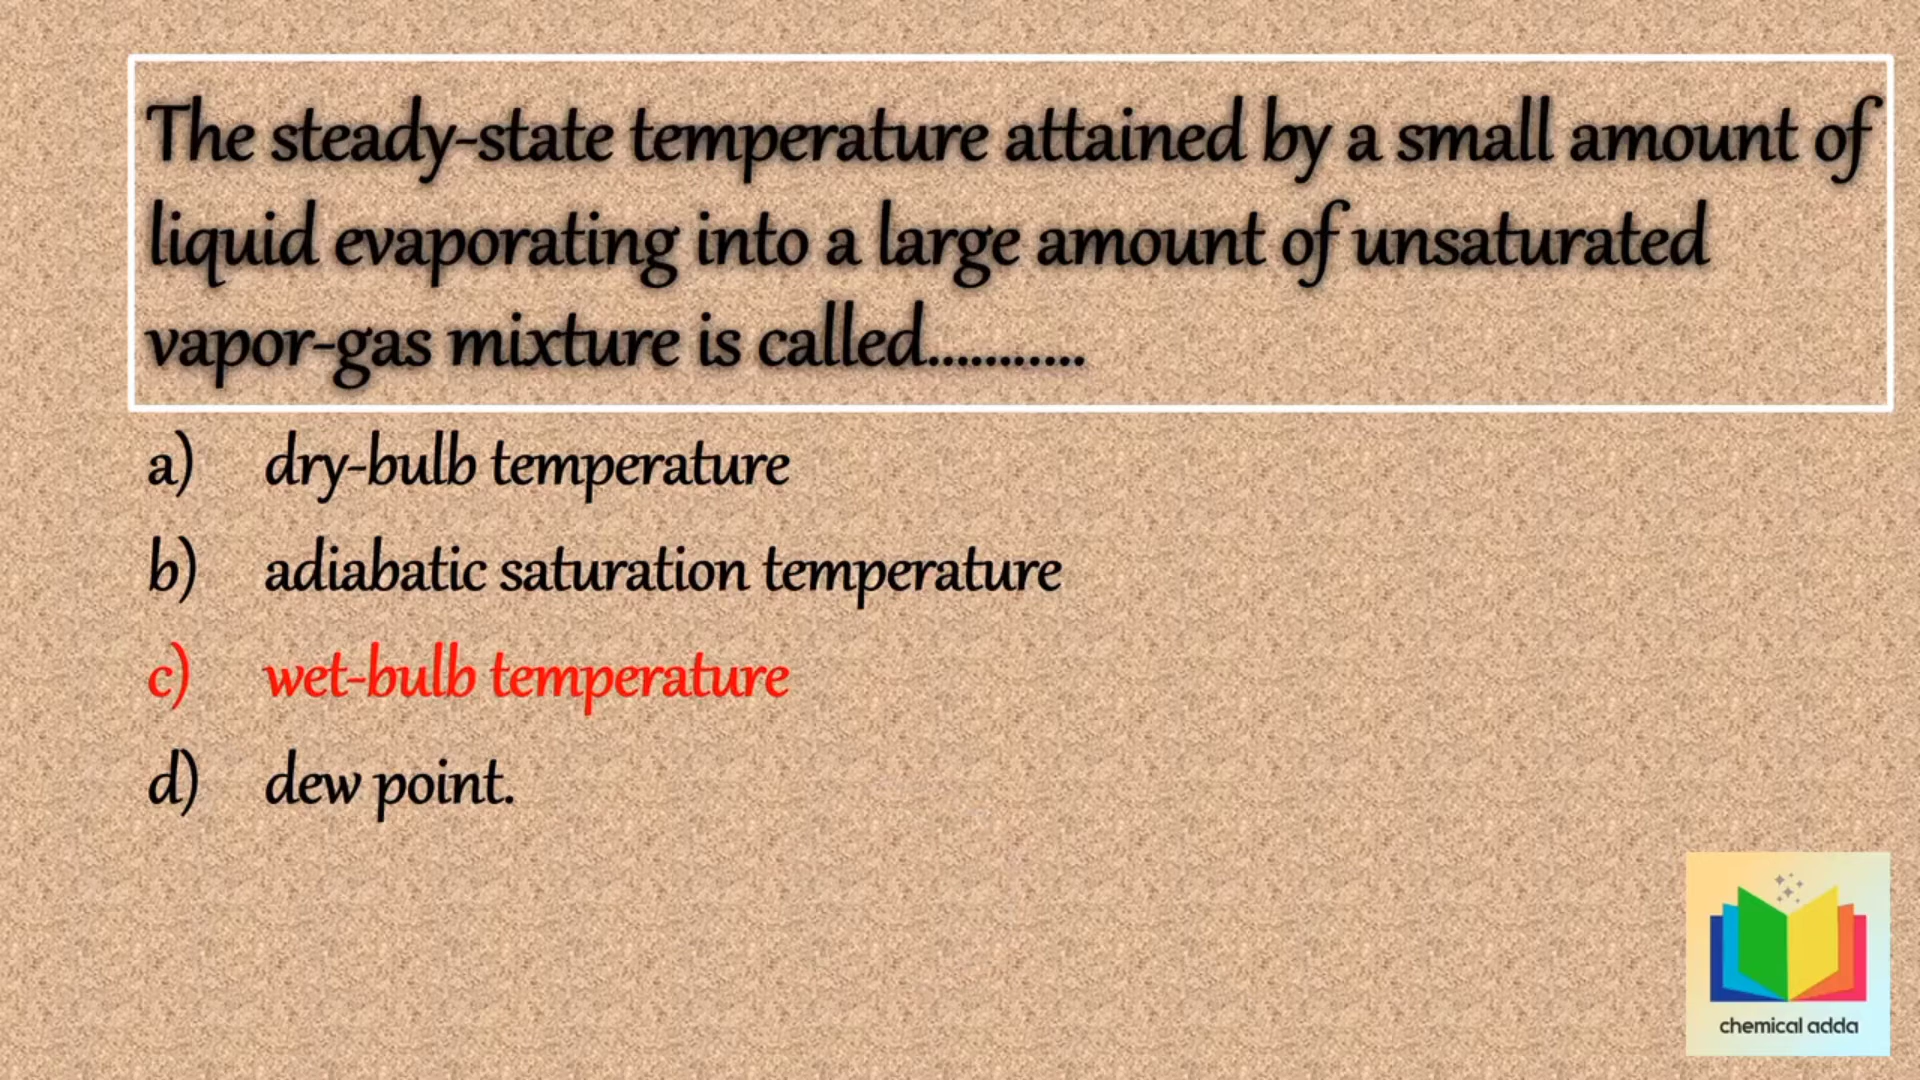 The steady-state temperature attained by a small amount of
liquid evaporating into a large amount of unsaturated
vapor-gas mixture is called...........
a) dry-bulb temperature
b) adiabatic saturation temperature
c) wet-bulb temperature
d) dew point.
chemical adda